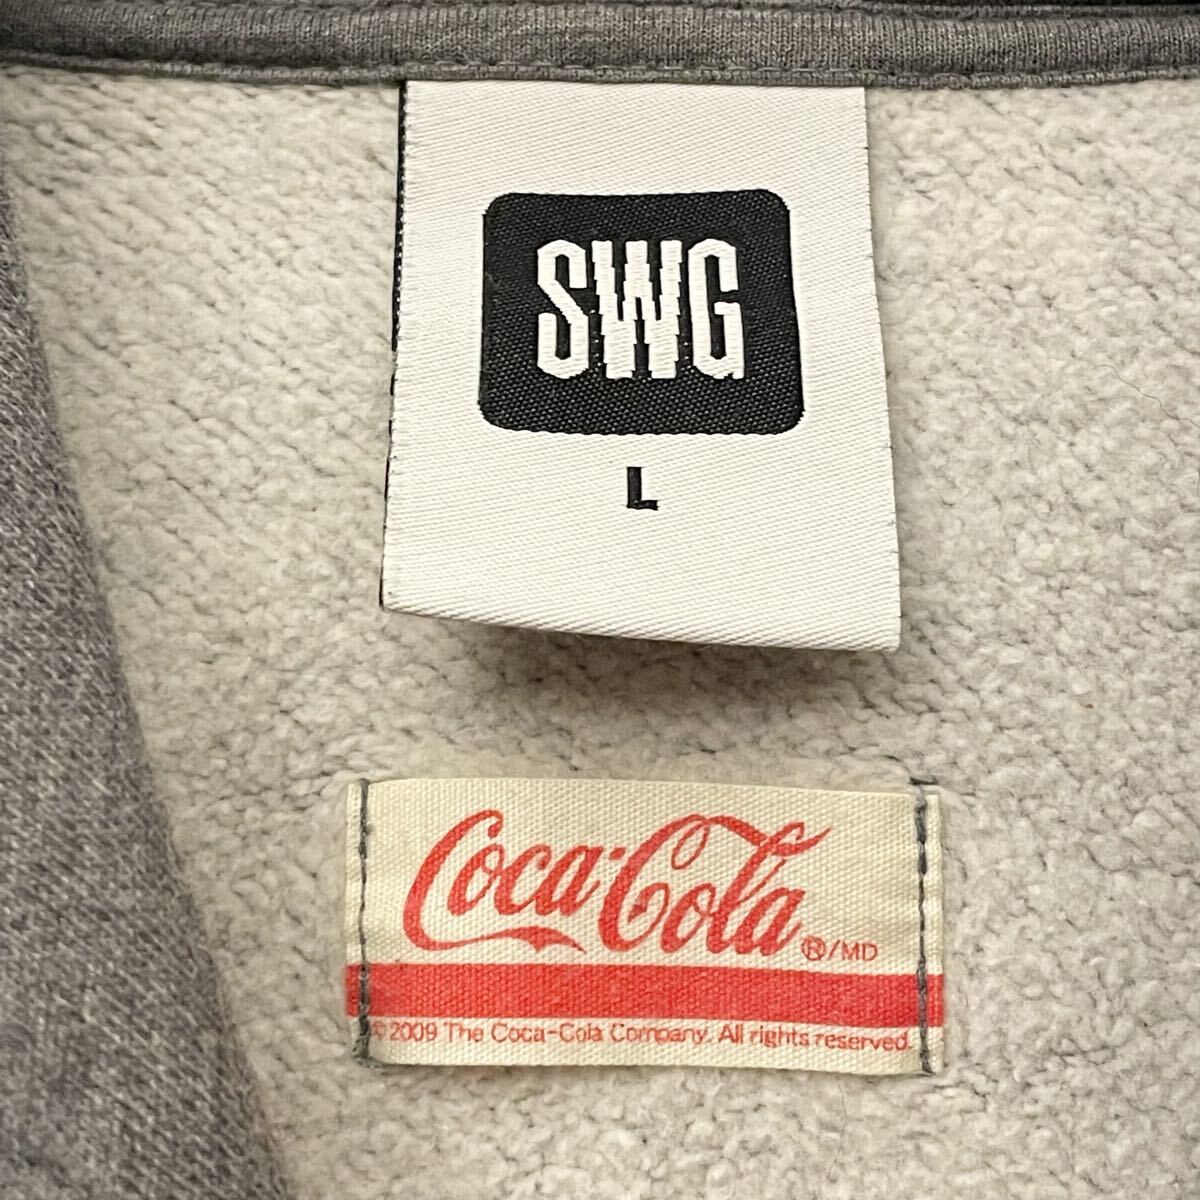 SWG
L
Coca-Cola ®/MD
©2009 The Coca-Cola Company. All rights reserved.